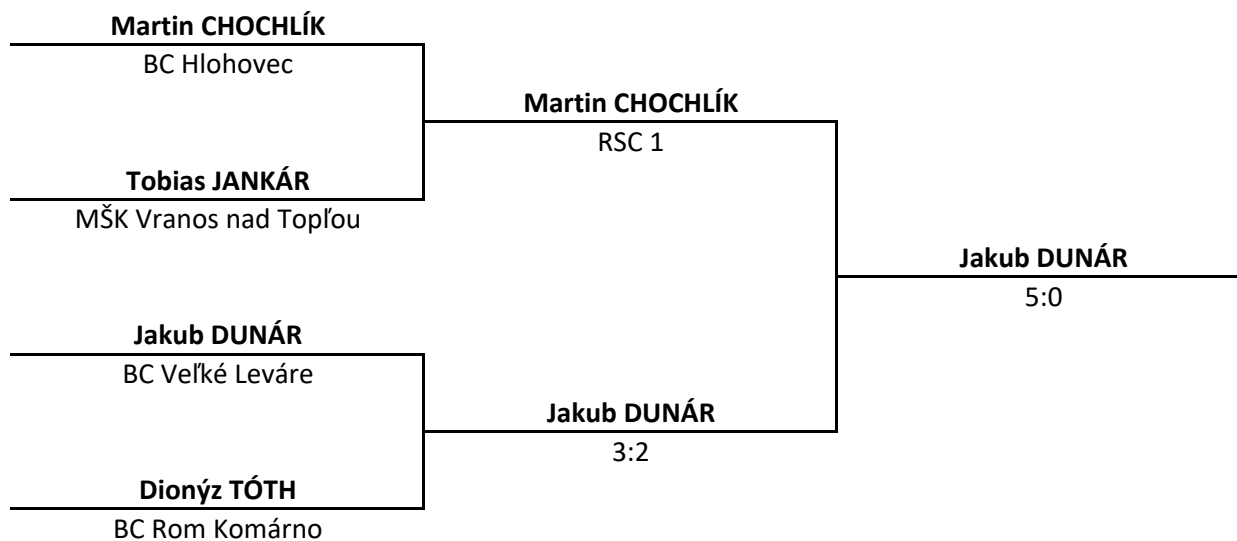 Martin CHOCHLÍK
BC Hlohovec
Martin CHOCHLÍK
RSC 1
Tobias JANKÁR
MŠK Vranos nad Topľou
Jakub DUNÁR
5:0
Jakub DUNÁR
BC Veľké Leváre
Jakub DUNÁR
3:2
Dionýz TÓTH
BC Rom Komárno